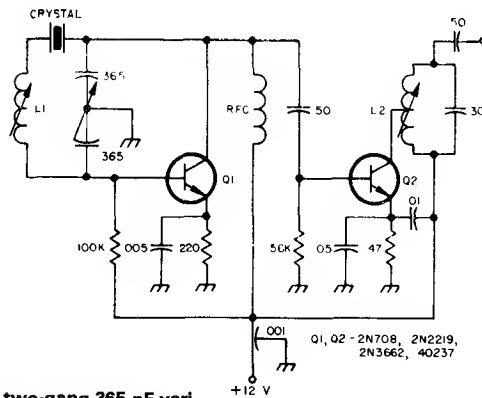 CRYSTAL
50
365
L1
RFC
50
L2
30
365
Q1
Q2
01
100K
005
220
56K
05
47
001
Q1, Q2 - 2N708, 2N2219,
2N3662, 40237
+12 V
two-gang 365-pF vari